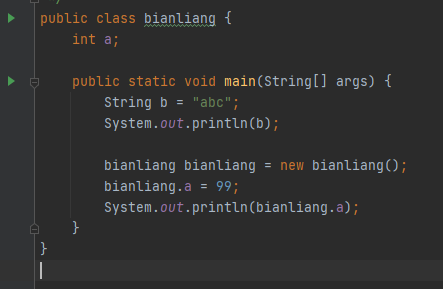 public class bianliang {
int a;
public static void main(String[] args) {
String b = "abc";
System.out.println(b);
bianliang bianliang = new bianliang();
bianliang.a = 99;
System.out.println(bianliang.a);
}
}